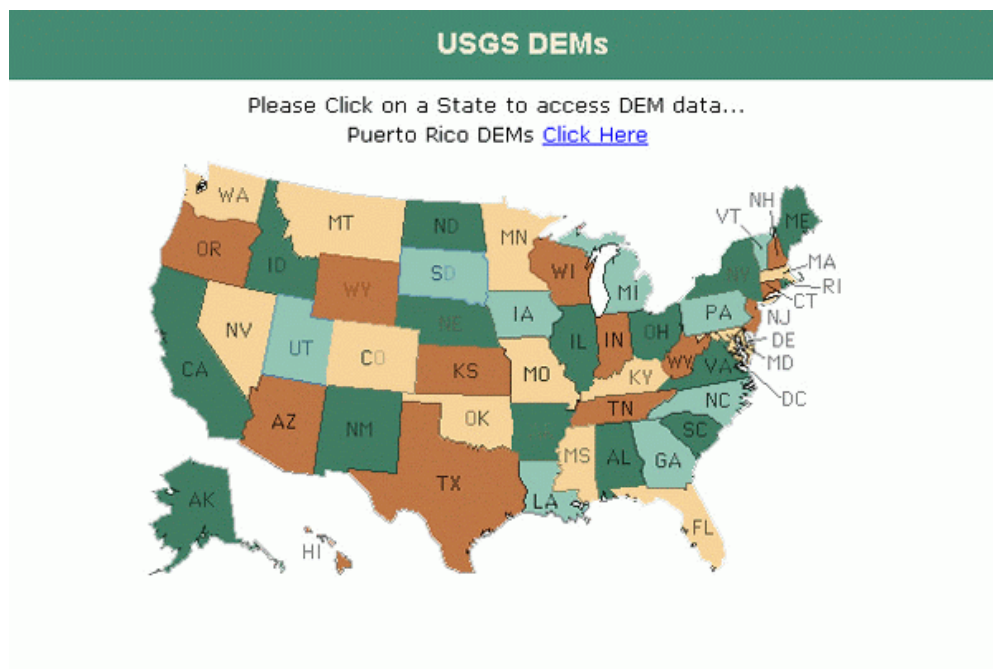 USGS DEMs
Please Click on a State to access DEM data...
Puerto Rico DEMs Click Here
WA
MT
ND
MN
VT
NH
ME
OR
ID
WY
SD
WI
MI
NY
MA
RI
CT
NV
UT
CO
NE
IA
IL
IN
OH
PA
NJ
DE
MD
DC
CA
AZ
NM
KS
MO
KY
WV
VA
OK
TN
NC
SC
TX
LA
MS
AL
GA
FL
AK
HI